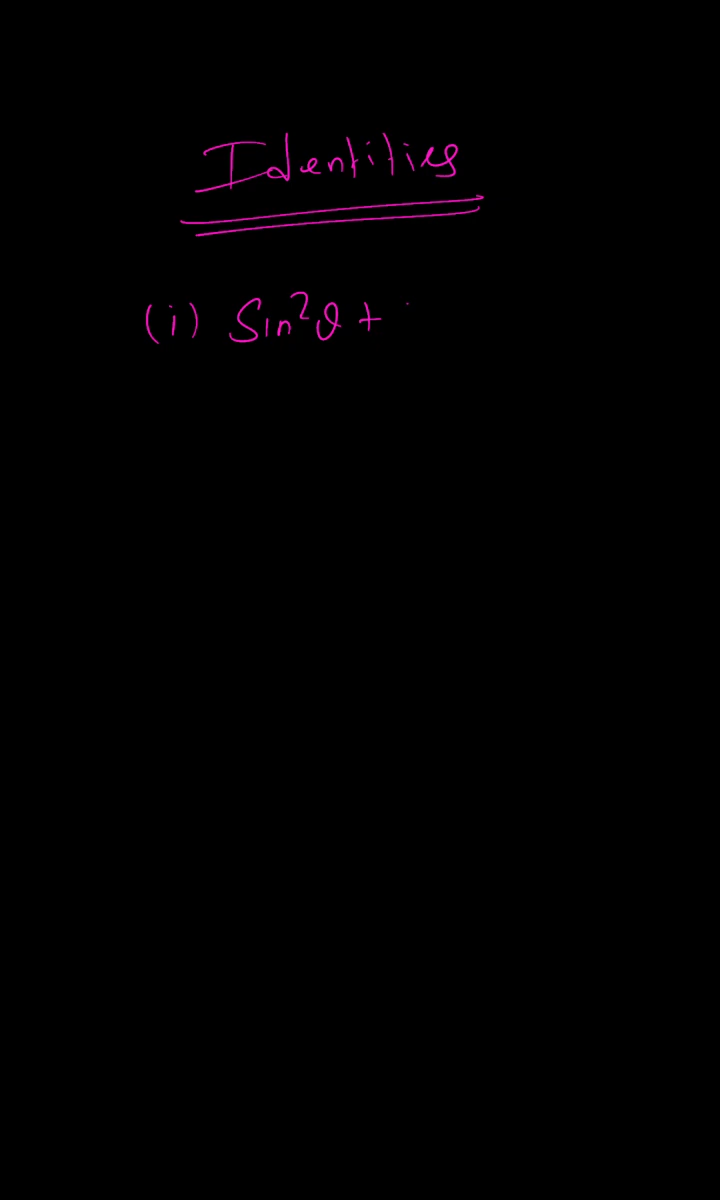 Identities
(i) Sin²θ +